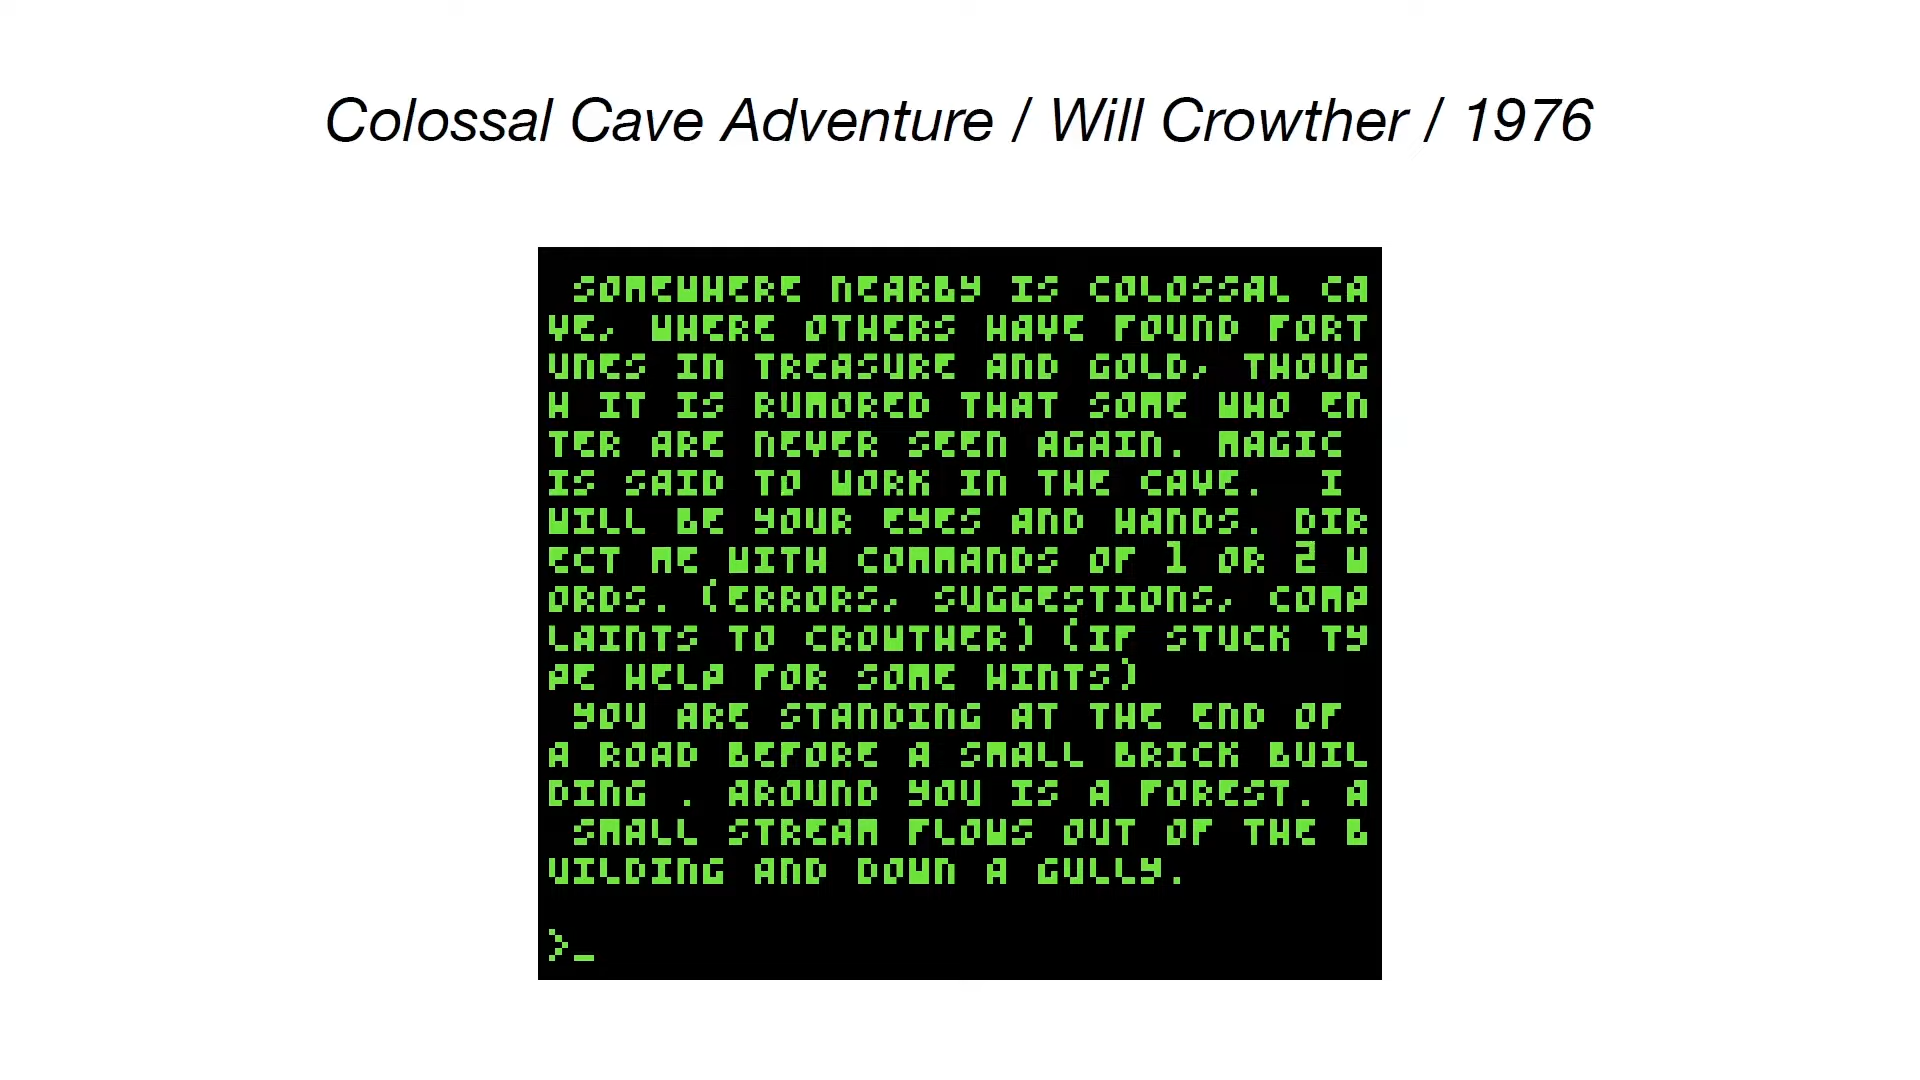 Colossal Cave Adventure / Will Crowther / 1976
SOMEWHERE NEARBY IS COLOSSAL CA
VE, WHERE OTHERS HAVE FOUND FORT
UNES IN TREASURE AND GOLD, THOUG
H IT IS RUMORED THAT SOME WHO EN
TER ARE NEVER SEEN AGAIN. MAGIC
IS SAID TO WORK IN THE CAVE.  I
WILL BE YOUR EYES AND HANDS. DIR
ECT ME WITH COMMANDS OF 1 OR 2 W
ORDS. (ERRORS, SUGGESTIONS, COMP
LAINTS TO CROWTHER) (IF STUCK TY
PE HELP FOR SOME HINTS)
YOU ARE STANDING AT THE END OF
A ROAD BEFORE A SMALL BRICK BUIL
DING . AROUND YOU IS A FOREST. A
SMALL STREAM FLOWS OUT OF THE B
UILDING AND DOWN A GULLY.
>_